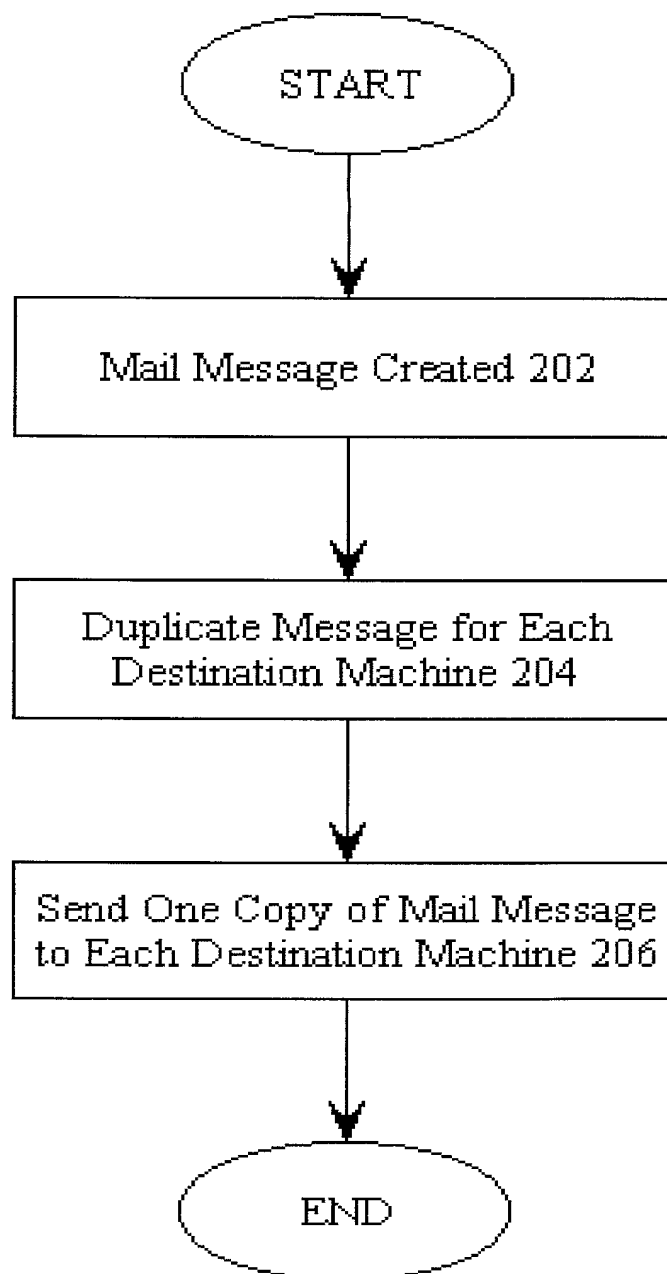 START
Mail Message Created 202
Duplicate Message for Each
Destination Machine 204
Send One Copy of Mail Message
to Each Destination Machine 206
END